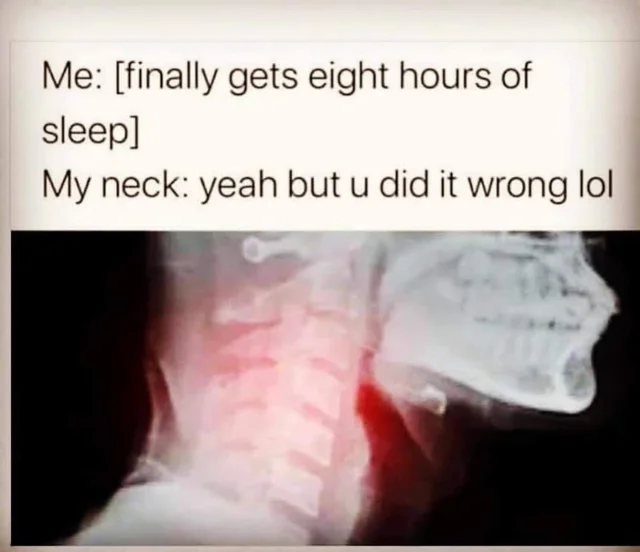 Me: [finally gets eight hours of
sleep]
My neck: yeah but u did it wrong lol